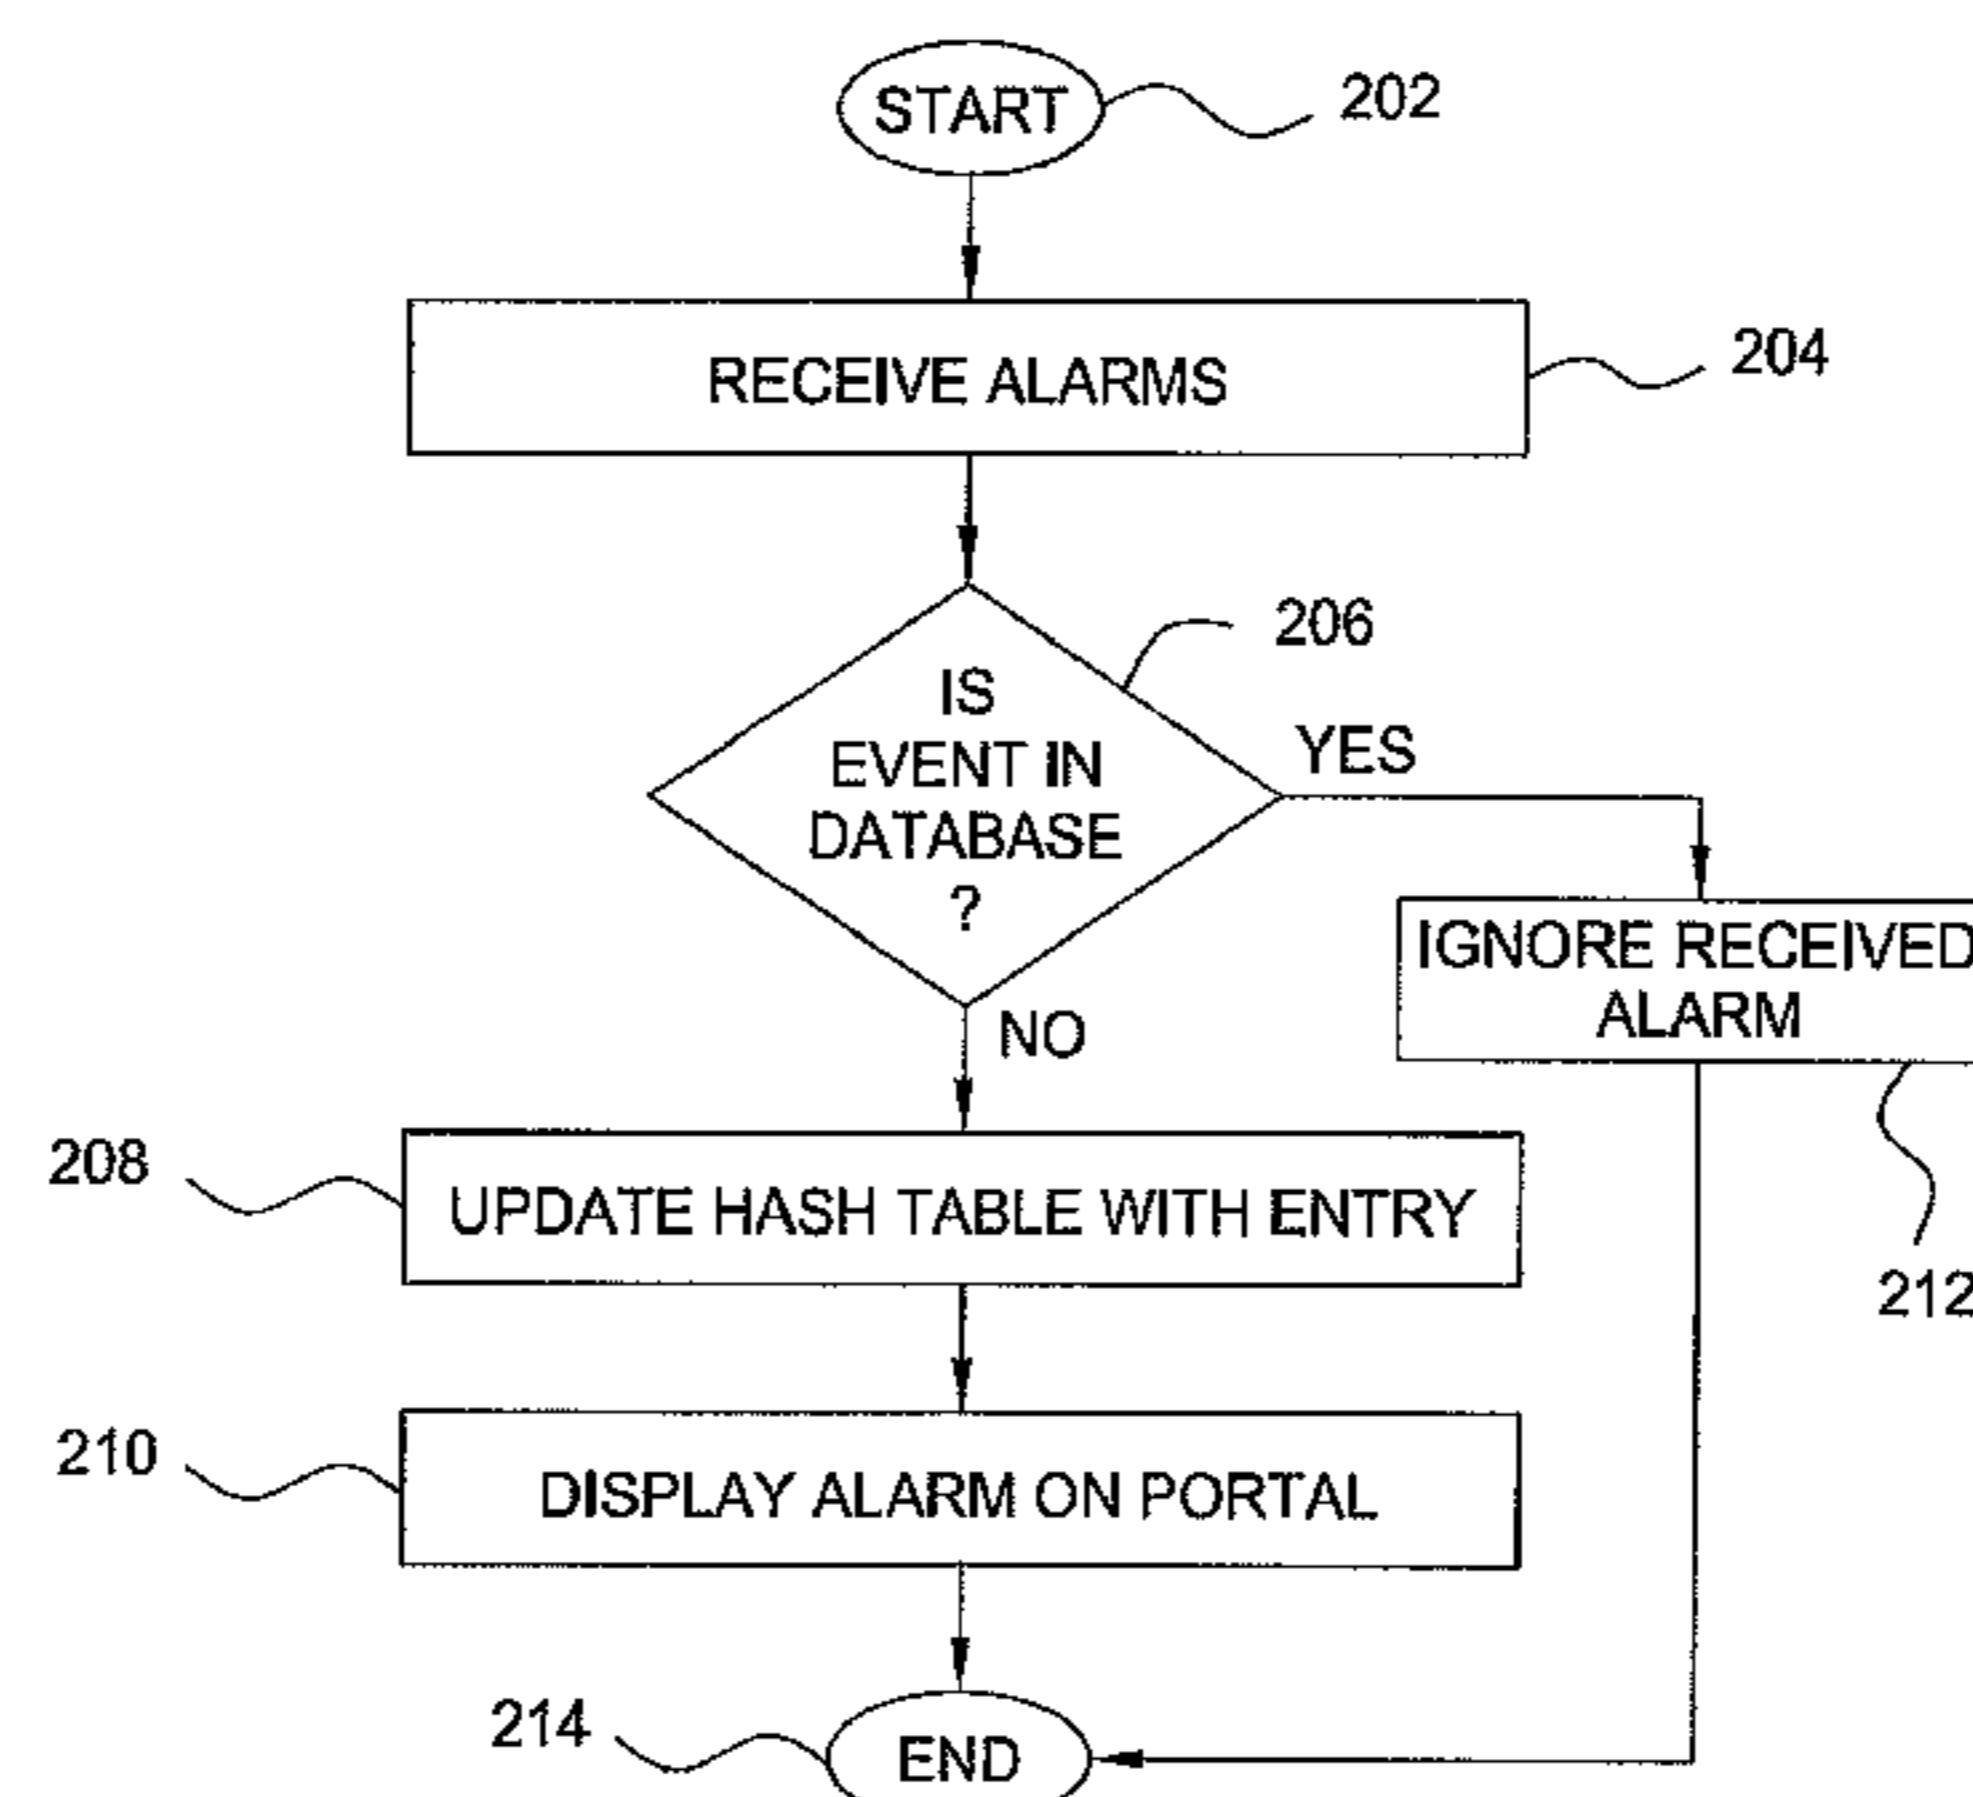 START
202
RECEIVE ALARMS
204
206
IS
EVENT IN
DATABASE
?
YES
IGNORE RECEIVED
ALARM
NO
208
UPDATE HASH TABLE WITH ENTRY
212
210
DISPLAY ALARM ON PORTAL
214
END